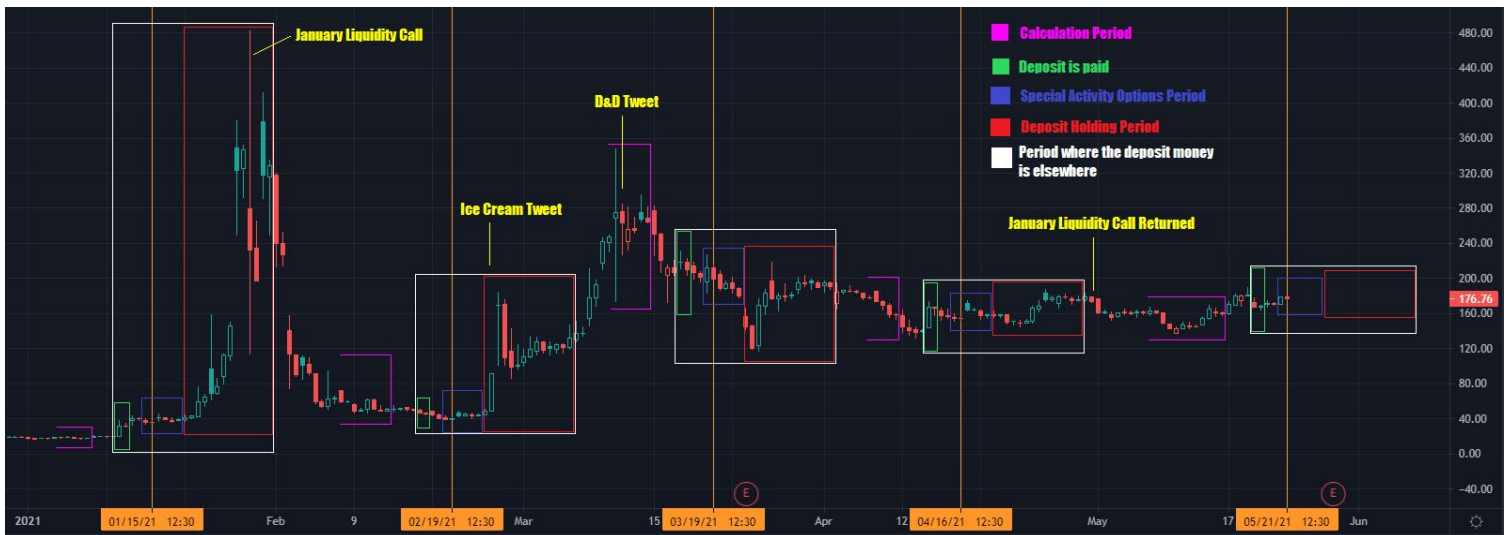 January Liquidity Call
Calculation Period
Deposit is paid
D&D Tweet
Special Activity Options Period
Deposit Holding Period
Period where the deposit money
is elsewhere
Ice Cream Tweet
January Liquidity Call Returned
480.00
440.00
400.00
360.00
320.00
280.00
240.00
200.00
176.76
160.00
120.00
80.00
40.00
0.00
-40.00
E
E
2021 01/15/21 12:30 Feb 9 02/19/21 12:30 Mar 15 03/19/21 12:30 Apr 12 04/16/21 12:30 May 17 05/21/21 12:30 Jun